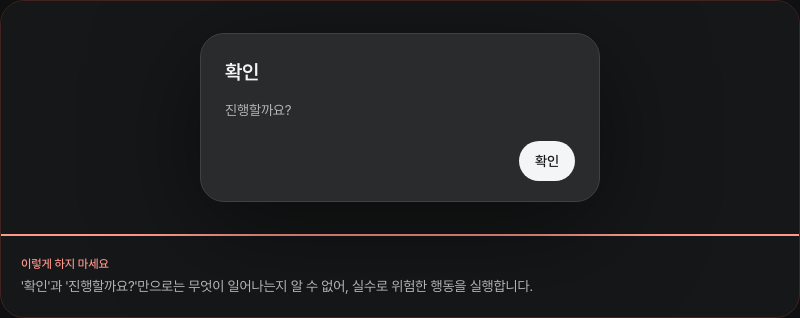 확인
진행할까요?
확인
이렇게 하지 마세요
'확인'과 '진행할까요?'만으로는 무엇이 일어나는지 알 수 없어, 실수로 위험한 행동을 실행합니다.